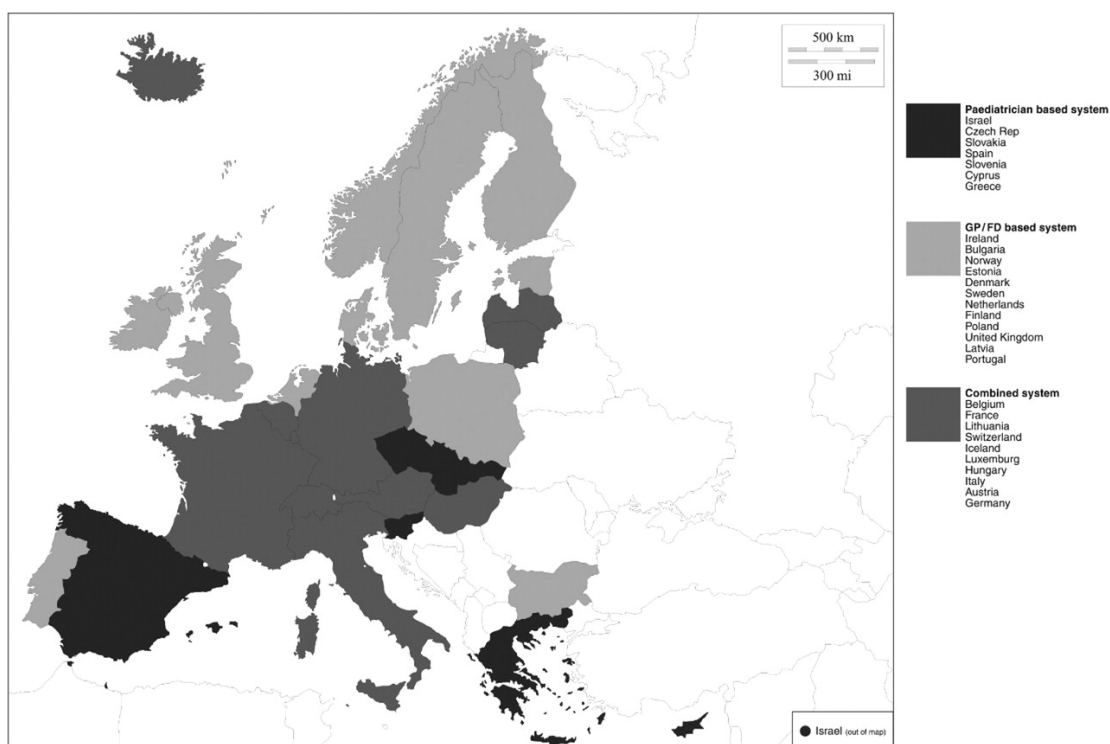 500 km
300 mi
Paediatrician based system
Israel
Czech Rep
Slovakia
Spain
Slovenia
Cyprus
Greece
GP/FD based system
Ireland
Bulgaria
Norway
Estonia
Denmark
Sweden
Netherlands
Finland
Poland
United Kingdom
Latvia
Portugal
Combined system
Belgium
France
Lithuania
Switzerland
Iceland
Luxemburg
Hungary
Italy
Austria
Germany
Israel (out of map)